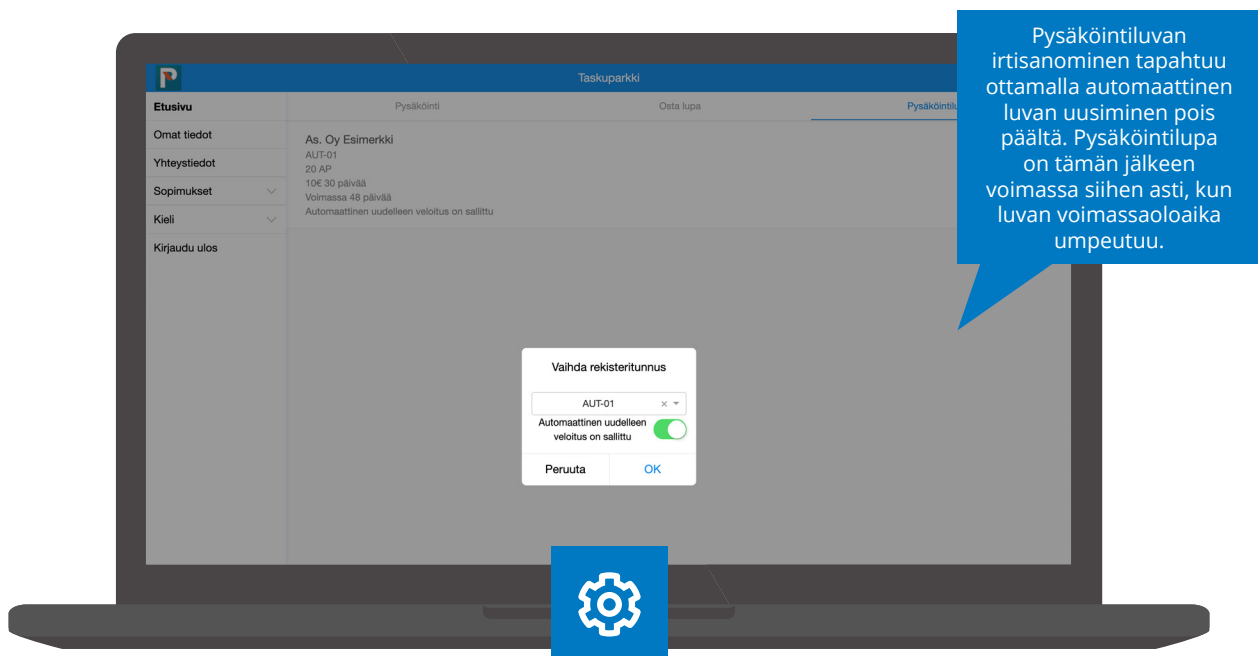 Pysäköintiluvan
irtisanominen tapahtuu
ottamalla automaattinen
luvan uusiminen pois
päältä. Pysäköintilupa
on tämän jälkeen
voimassa siihen asti, kun
luvan voimassaoloaika
umpeutuu.
P
Taskuparkki
Etusivu
Omat tiedot
Yhteystiedot
Sopimukset
Kieli
Kirjaudu ulos
Pysäköinti
Osta lupa
As. Oy Esimerkki
AUT-01
20 AP
10€ 30 päivää
Voimassa 48 päivää
Automaattinen uudelleen veloitus on sallittu
Vaihda rekisteritunnus
AUT-01
Automaattinen uudelleen
veloitus on sallittu
Peruuta
OK